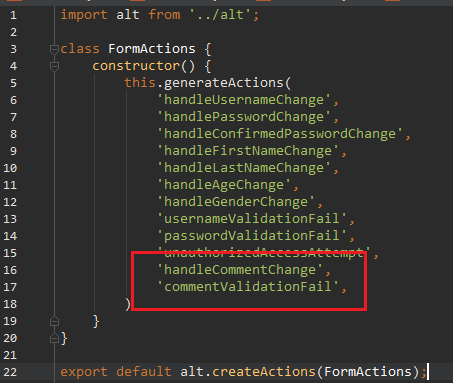 1 import alt from '../alt';
2
3 class FormActions {
4 constructor() {
5 this.generateActions(
6 'handleUsernameChange',
7 'handlePasswordChange',
8 'handleConfirmedPasswordChange',
9 'handleFirstNameChange',
10 'handleLastNameChange',
11 'handleAgeChange',
12 'handleGenderChange',
13 'usernameValidationFail',
14 'passwordValidationFail',
15 'unauthorizedAccessAttempt',
16 'handleCommentChange',
17 'commentValidationFail',
18 )
19 }
20 }
21
22 export default alt.createActions(FormActions);